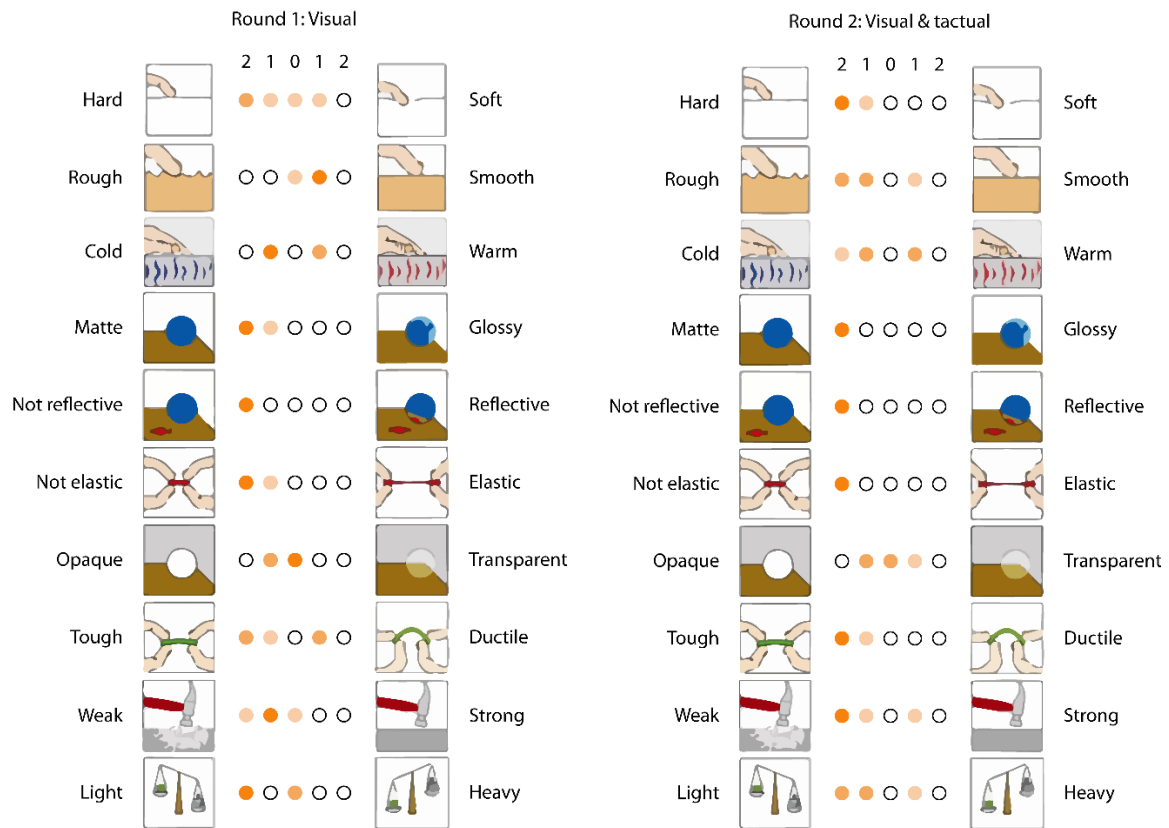 Round 1: Visual
2 1 0 1 2
Hard Soft
Rough Smooth
Cold Warm
Matte Glossy
Not reflective Reflective
Not elastic Elastic
Opaque Transparent
Tough Ductile
Weak Strong
Light Heavy
Round 2: Visual & tactual
2 1 0 1 2
Hard Soft
Rough Smooth
Cold Warm
Matte Glossy
Not reflective Reflective
Not elastic Elastic
Opaque Transparent
Tough Ductile
Weak Strong
Light Heavy